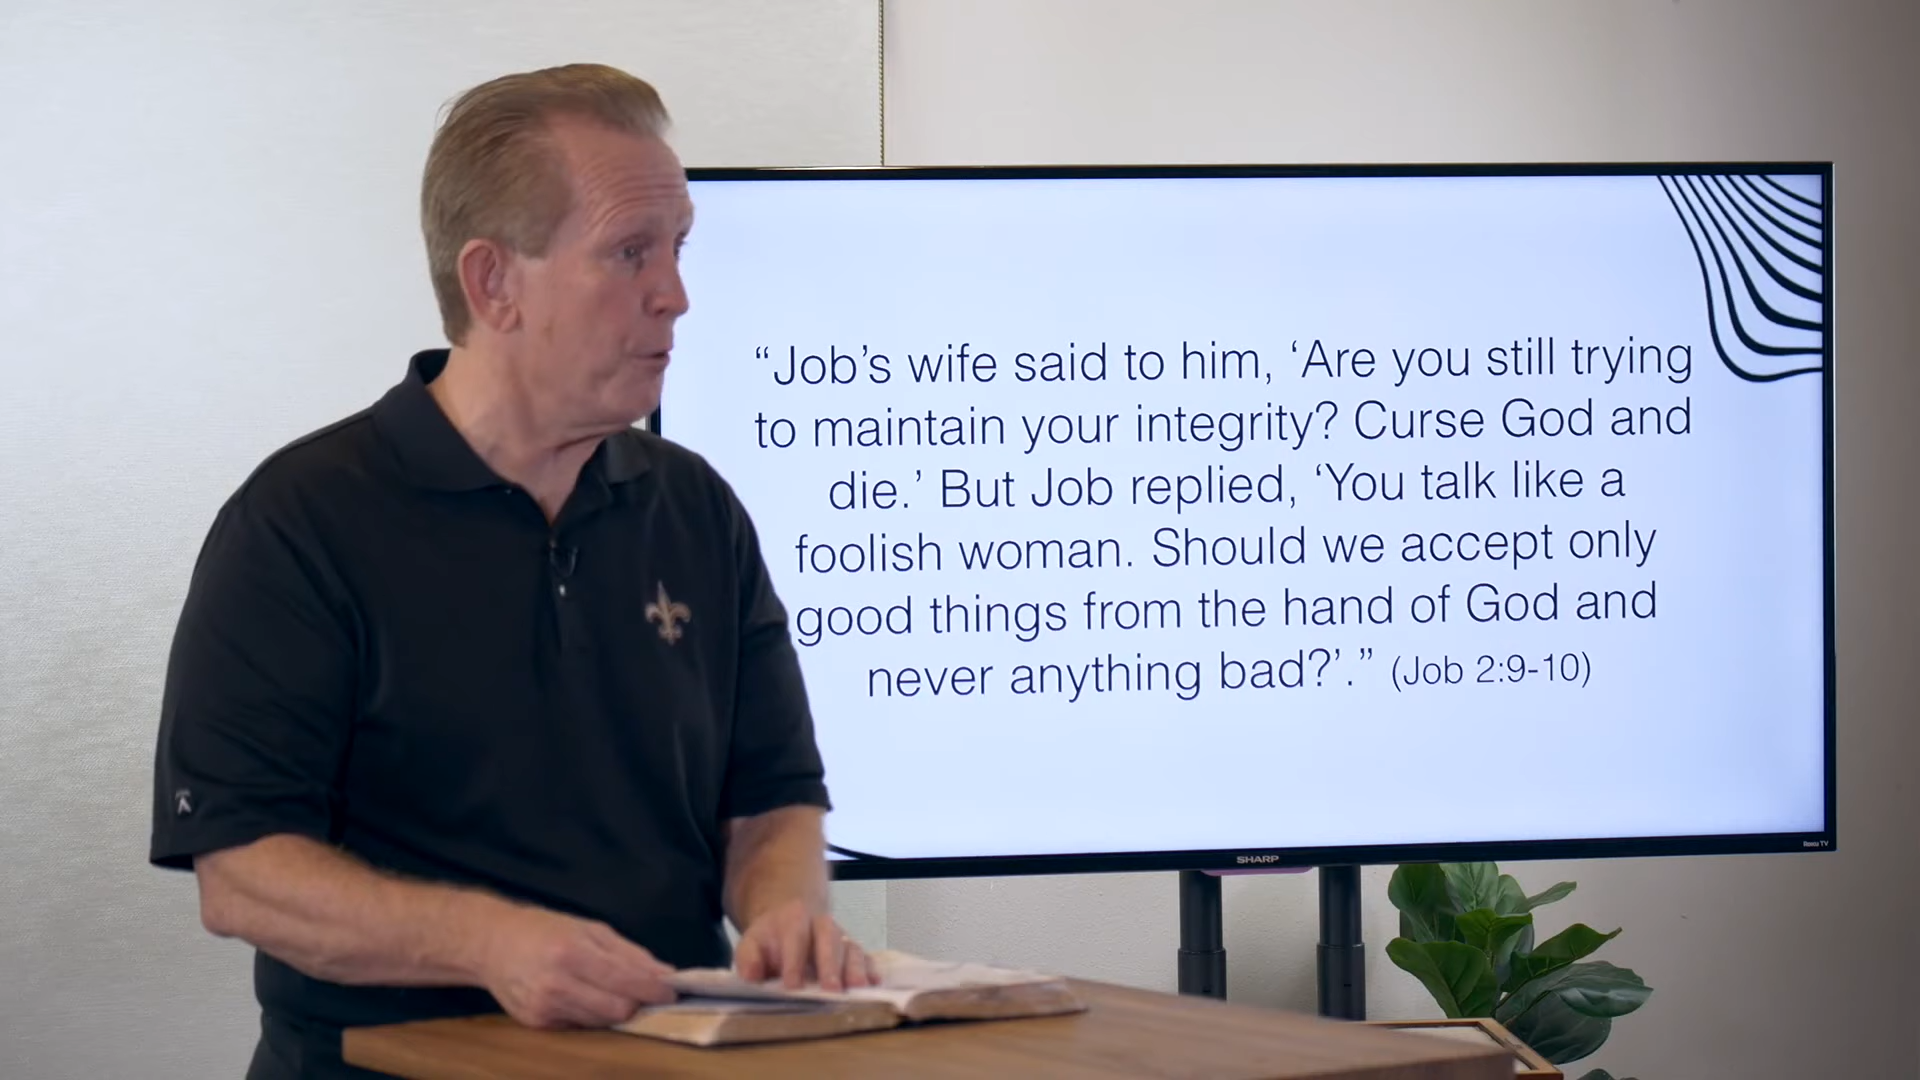 “Job’s wife said to him, ‘Are you still trying
to maintain your integrity? Curse God and
die.’ But Job replied, ‘You talk like a
foolish woman. Should we accept only
good things from the hand of God and
never anything bad?’.” (Job 2:9-10)
SHARP
Roku TV